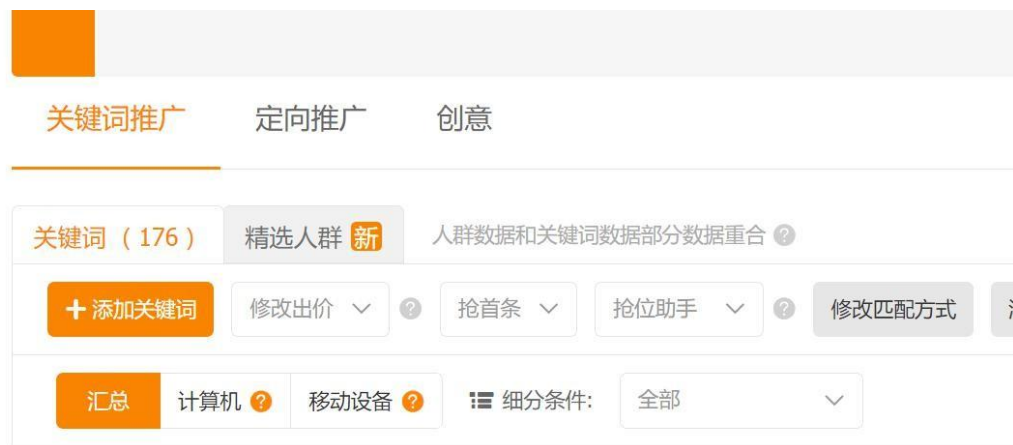 关键词推广 定向推广 创意
关键词 （ 176 ） 精选人群 新 人群数据和关键词数据部分数据重合 ?
+ 添加关键词 修改出价 ? 抢首条 抢位助手 ? 修改匹配方式
汇总 计算机 ? 移动设备 ? 细分条件: 全部